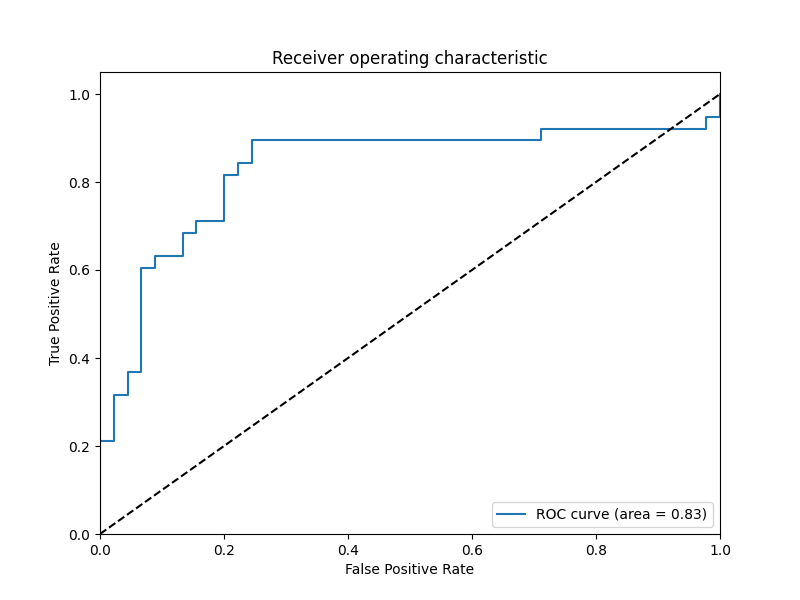 Receiver operating characteristic
True Positive Rate
1.0
0.8
0.6
0.4
0.2
0.0
ROC curve (area = 0.83)
0.0 0.2 0.4 0.6 0.8 1.0
False Positive Rate